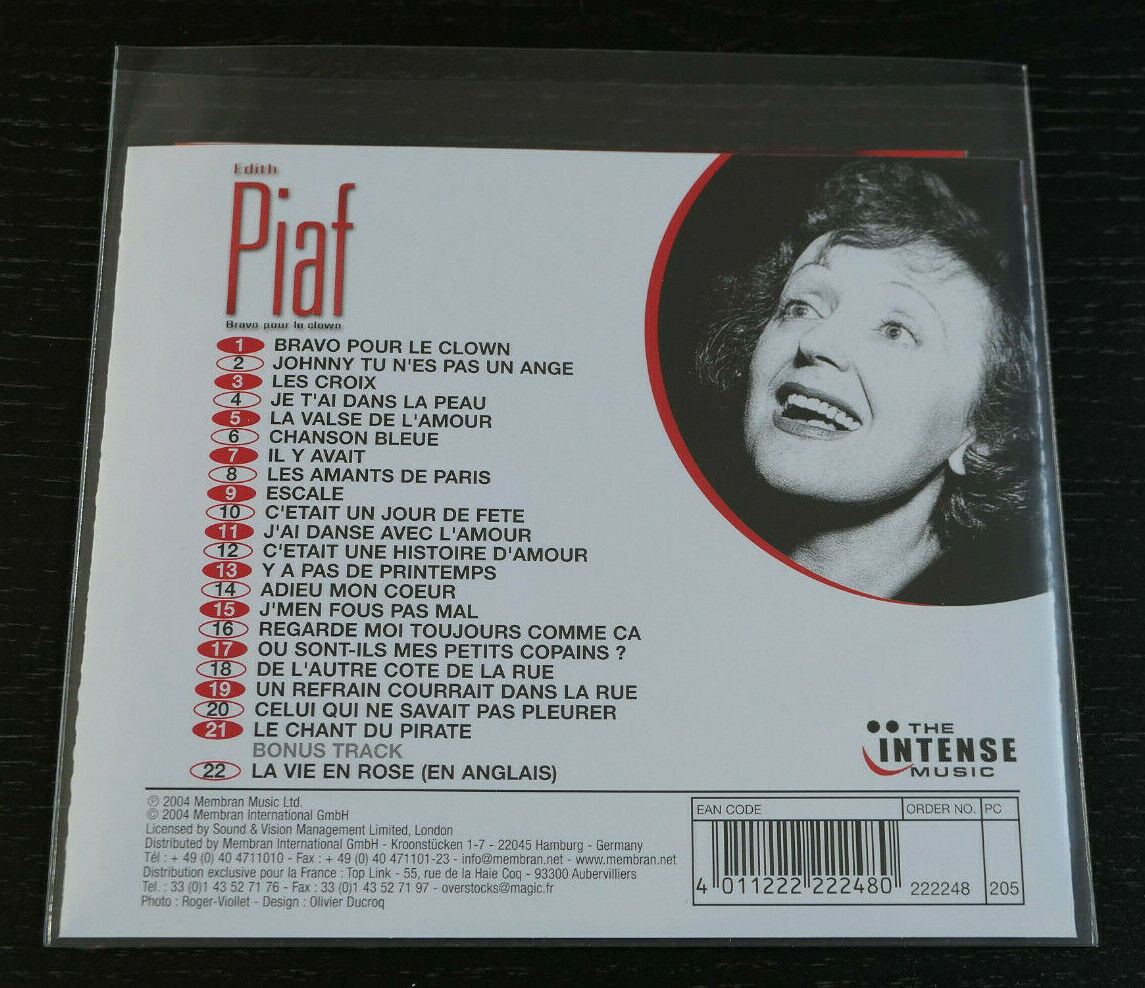 Edith
Piaf
Bravo pour le clown
1 BRAVO POUR LE CLOWN
2 JOHNNY TU N'ES PAS UN ANGE
3 LES CROIX
4 JE T'AI DANS LA PEAU
5 LA VALSE DE L'AMOUR
6 CHANSON BLEUE
7 IL Y AVAIT
8 LES AMANTS DE PARIS
9 ESCALE
10 C'ETAIT UN JOUR DE FETE
11 J'AI DANSE AVEC L'AMOUR
12 C'ETAIT UNE HISTOIRE D'AMOUR
13 Y A PAS DE PRINTEMPS
14 ADIEU MON COEUR
15 J'MEN FOUS PAS MAL
16 REGARDE MOI TOUJOURS COMME CA
17 OU SONT-ILS MES PETITS COPAINS ?
18 DE L'AUTRE COTE DE LA RUE
19 UN REFRAIN COURRAIT DANS LA RUE
20 CELUI QUI NE SAVAIT PAS PLEURER
21 LE CHANT DU PIRATE
BONUS TRACK
22 LA VIE EN ROSE (EN ANGLAIS)
THE
INTENSE
MUSIC
℗ 2004 Membran Music Ltd.
© 2004 Membran International GmbH
Licensed by Sound & Vision Management Limited, London
Distributed by Membran International GmbH - Kroonstücken 1-7 - 22045 Hamburg - Germany
Tél : + 49 (0) 40 4711010 - Fax : + 49 (0) 40 471101-23 - info@membran.net - www.membran.net
Distribution exclusive pour la France : Top Link - 55, rue de la Haie Coq - 93300 Aubervilliers
Tel. : 33 (0)1 43 52 71 76 - Fax : 33 (0)1 43 52 71 97 - overstocks@magic.fr
Photo : Roger-Viollet - Design : Olivier Ducroq
EAN CODE ORDER NO. PC
4 011222 222480 222248 205